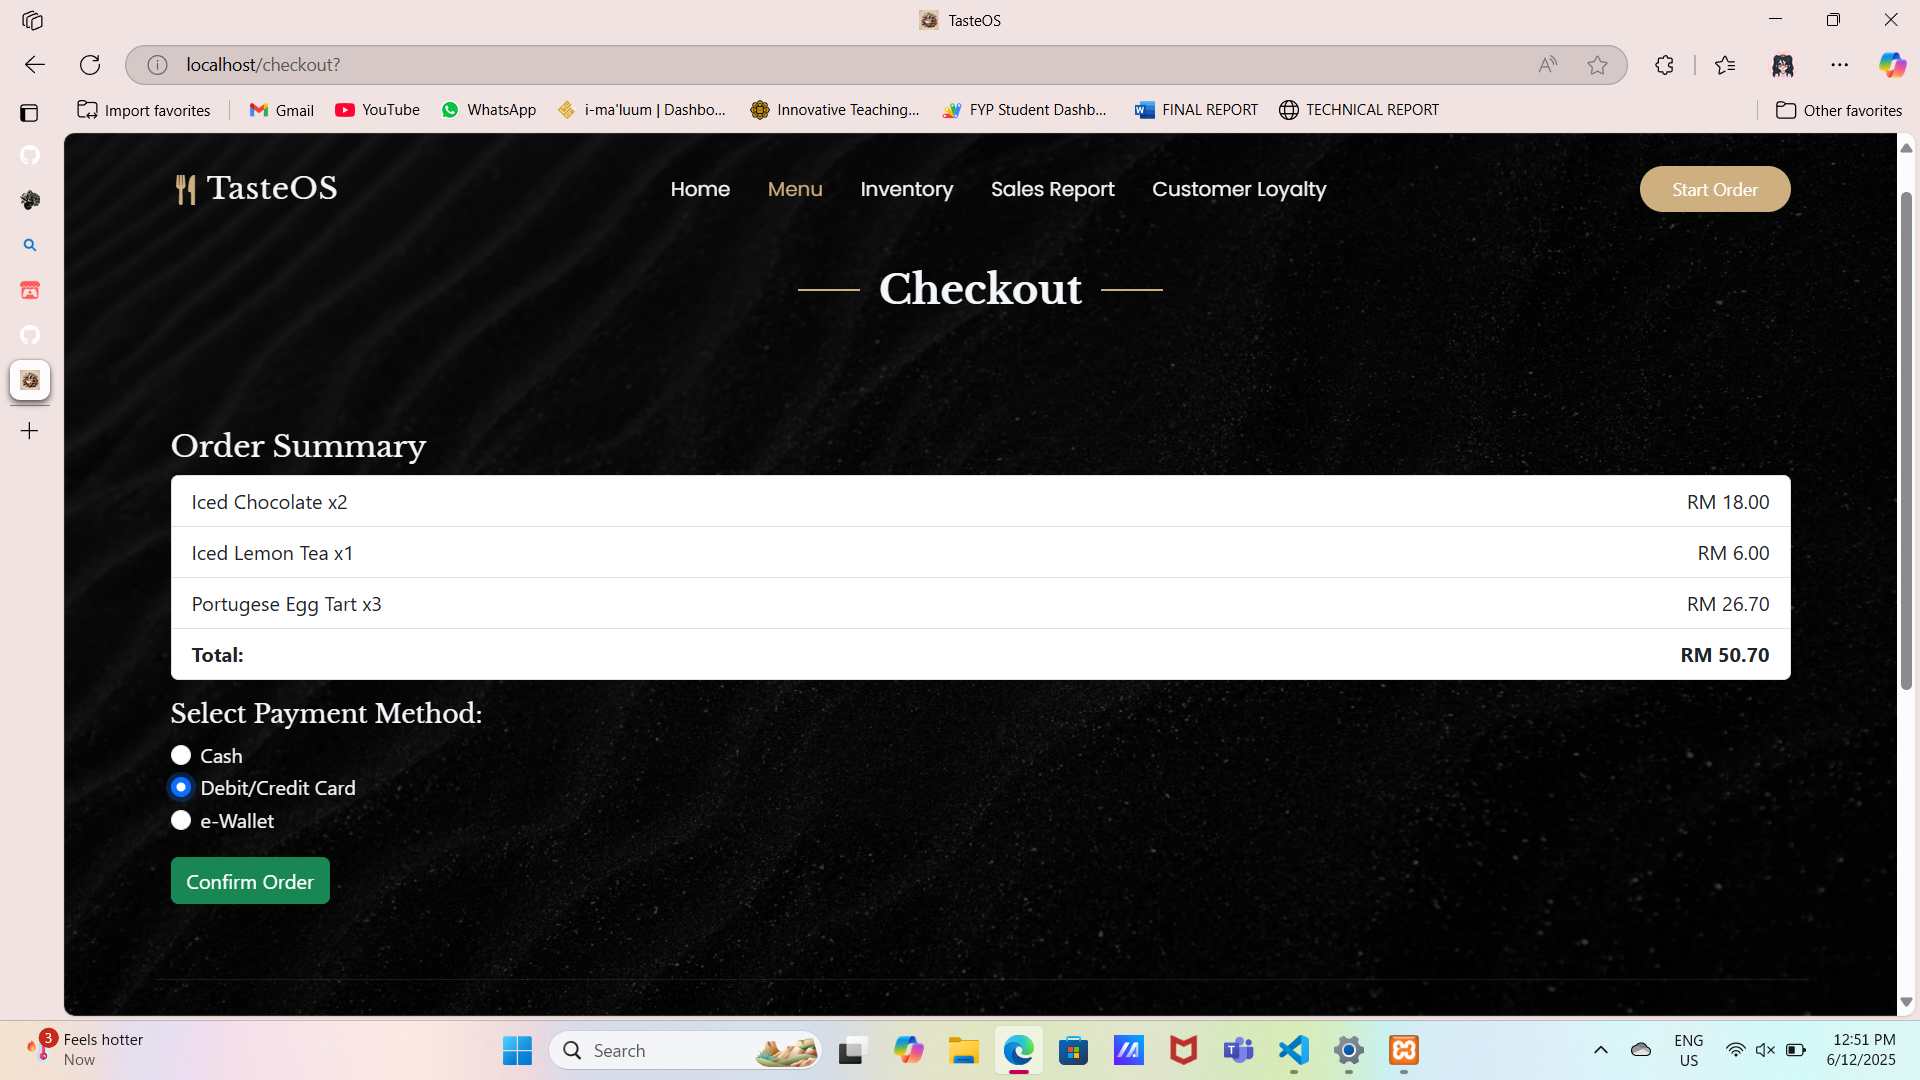 TasteOS
localhost/checkout?
Import favorites
Gmail
YouTube
WhatsApp
i-ma'luum | Dashbo...
Innovative Teaching...
FYP Student Dashb...
FINAL REPORT
TECHNICAL REPORT
Other favorites
TasteOS
Home
Menu
Inventory
Sales Report
Customer Loyalty
Start Order
Checkout
Order Summary
Iced Chocolate x2 RM 18.00
Iced Lemon Tea x1 RM 6.00
Portugese Egg Tart x3 RM 26.70
Total: RM 50.70
Select Payment Method:
Cash
Debit/Credit Card
e-Wallet
Confirm Order
3
Feels hotter
Now
Search
ENG
US
12:51 PM
6/12/2025